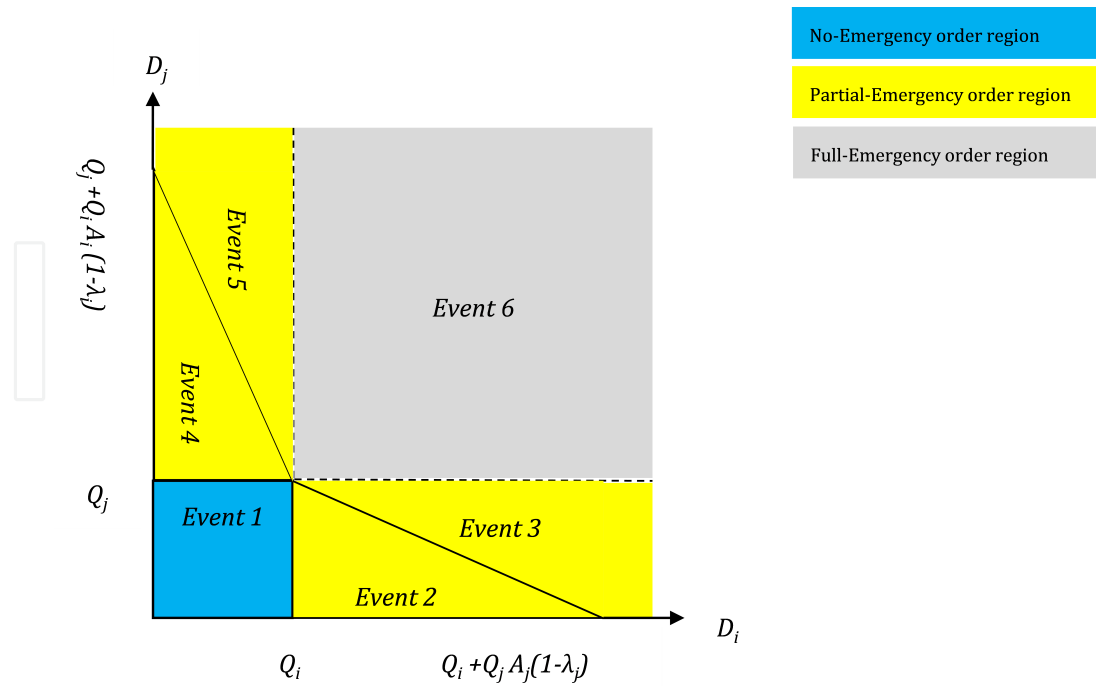 No-Emergency order region
Partial-Emergency order region
Full-Emergency order region
Dj
Qj +Qi Ai (1-λi)
Event 5
Event 6
Event 4
Qj
Event 1
Event 3
Event 2
Di
Qi
Qi +Qj Aj(1-λj)